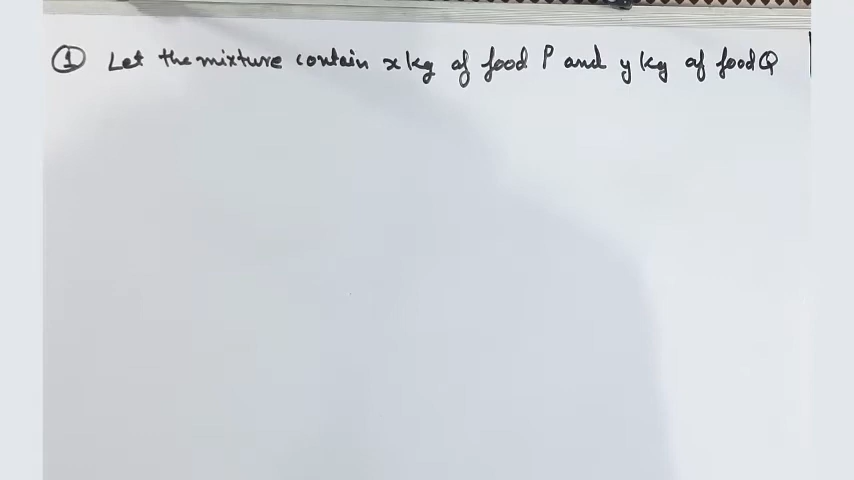 ① Let the mixture contain x kg of food P and y kg of food Q